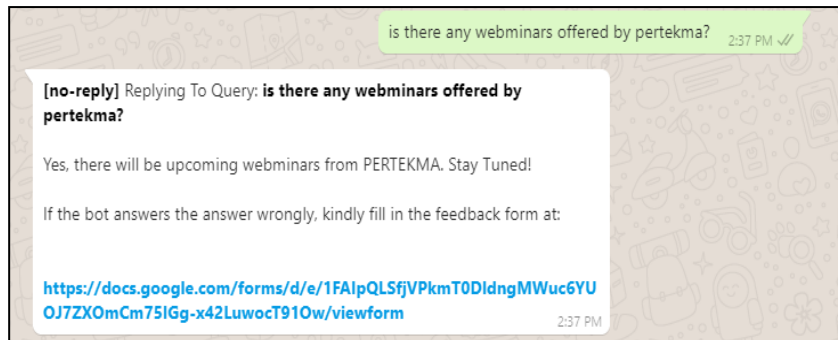 is there any webminars offered by pertekma?
2:37 PM
[no-reply] Replying To Query: is there any webminars offered by
pertekma?
Yes, there will be upcoming webminars from PERTEKMA. Stay Tuned!
If the bot answers the answer wrongly, kindly fill in the feedback form at:
https://docs.google.com/forms/d/e/1FAIpQLSfjVPkmT0DIdngMWuc6YU
OJ7ZXOmCm75IGg-x42LuwocT91Ow/viewform
2:37 PM